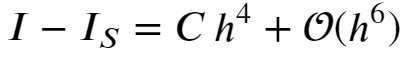 I − I_S = C h^4 + 𝒪(h^6)